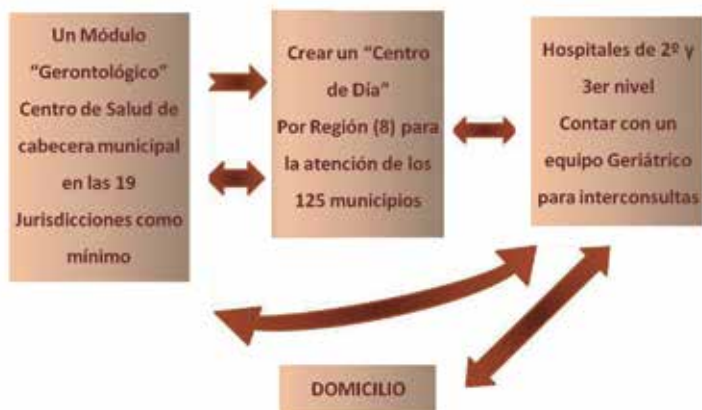 Un Módulo
“Gerontológico”
Centro de Salud de
cabecera municipal
en las 19
Jurisdicciones como
mínimo
Crear un “Centro
de Día”
Por Región (8) para
la atención de los
125 municipios
Hospitales de 2º y
3er nivel
Contar con un
equipo Geriátrico
para interconsultas
DOMICILIO